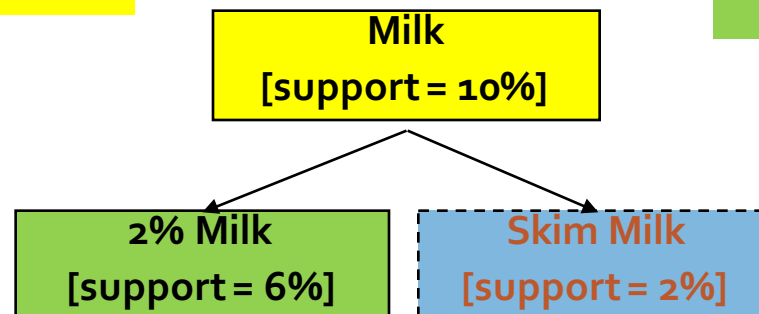 Milk
[support = 10%]
2% Milk
[support = 6%]
Skim Milk
[support = 2%]